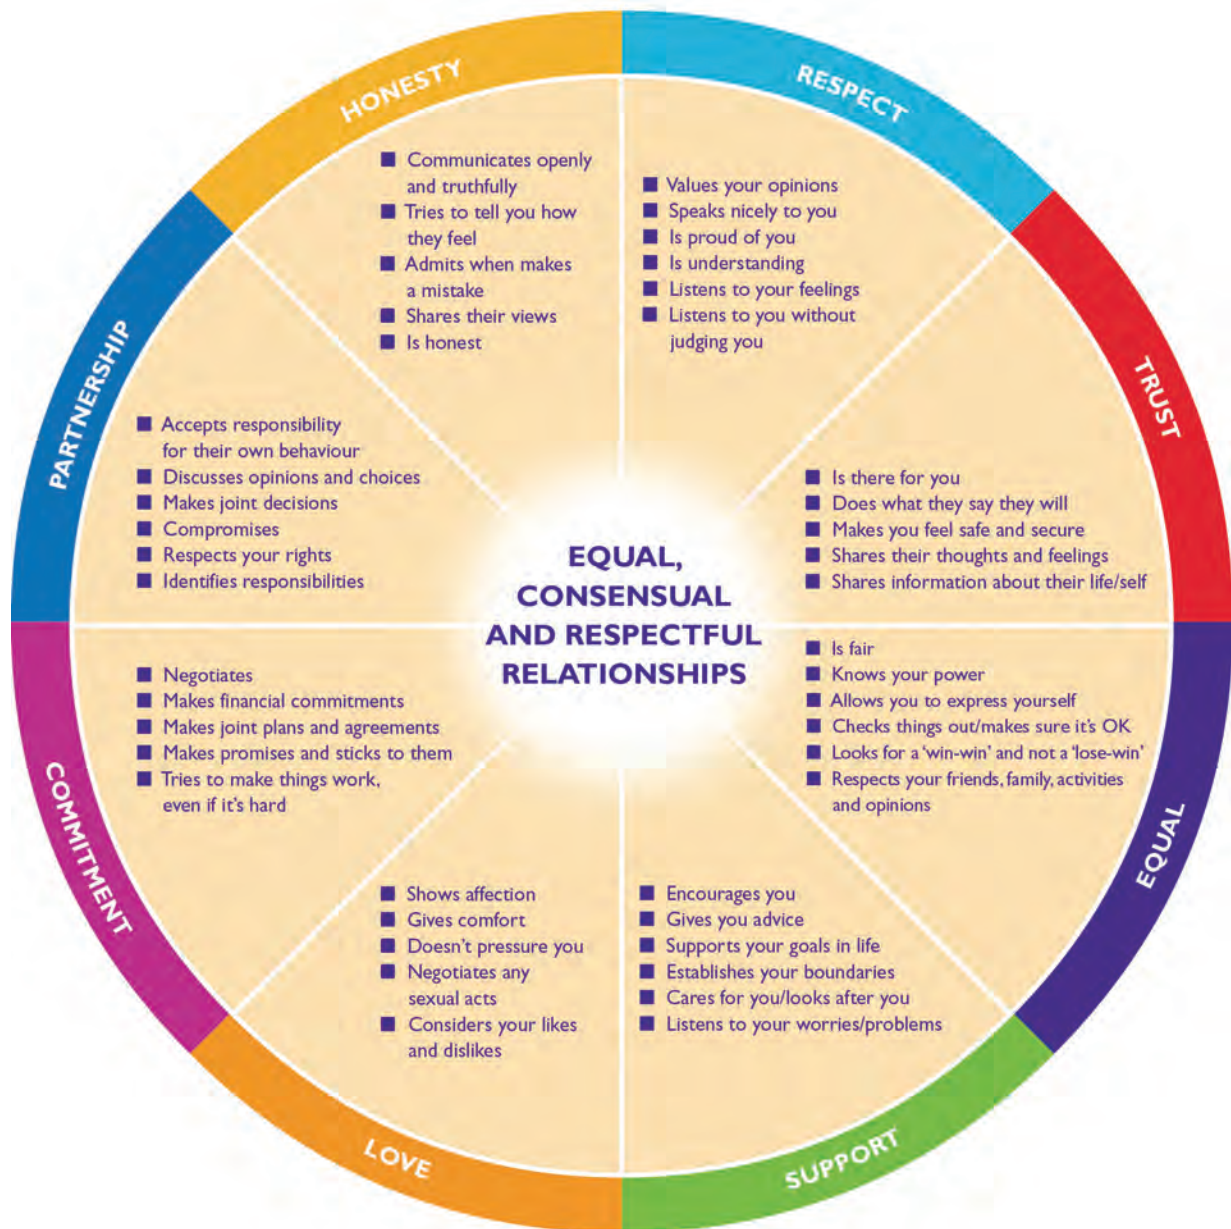 HONESTY
■ Communicates openly
and truthfully
■ Tries to tell you how
they feel
■ Admits when makes
a mistake
■ Shares their views
■ Is honest
RESPECT
■ Values your opinions
■ Speaks nicely to you
■ Is proud of you
■ Is understanding
■ Listens to your feelings
■ Listens to you without
judging you
TRUST
■ Is there for you
■ Does what they say they will
■ Makes you feel safe and secure
■ Shares their thoughts and feelings
■ Shares information about their life/self
EQUAL
■ Is fair
■ Knows your power
■ Allows you to express yourself
■ Checks things out/makes sure it's OK
■ Looks for a 'win-win' and not a 'lose-win'
■ Respects your friends, family, activities
and opinions
SUPPORT
■ Encourages you
■ Gives you advice
■ Supports your goals in life
■ Establishes your boundaries
■ Cares for you/looks after you
■ Listens to your worries/problems
LOVE
■ Shows affection
■ Gives comfort
■ Doesn't pressure you
■ Negotiates any
sexual acts
■ Considers your likes
and dislikes
COMMITMENT
■ Negotiates
■ Makes financial commitments
■ Makes joint plans and agreements
■ Makes promises and sticks to them
■ Tries to make things work,
even if it's hard
PARTNERSHIP
■ Accepts responsibility
for their own behaviour
■ Discusses opinions and choices
■ Makes joint decisions
■ Compromises
■ Respects your rights
■ Identifies responsibilities
EQUAL,
CONSENSUAL
AND RESPECTFUL
RELATIONSHIPS